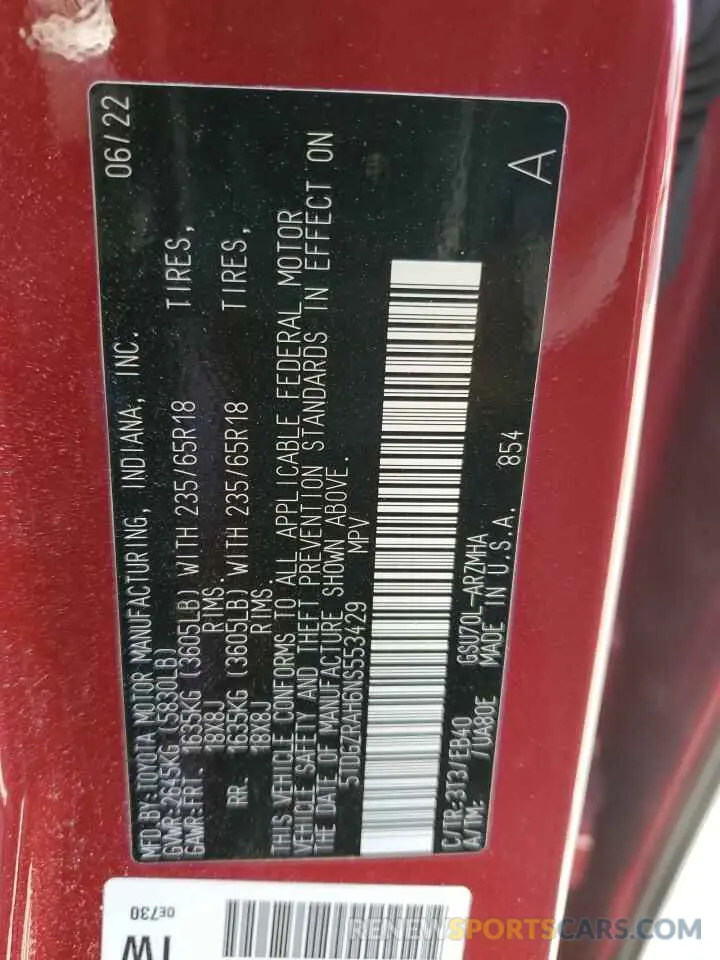 MFD.BY:TOYOTA MOTOR MANUFACTURING, INDIANA, INC. 06/22
GVWR:2645KG (5830LB)
GAWR:FRT. 1635KG (3605LB) WITH 235/65R18 TIRES,
18X8J RIMS.
RR. 1635KG (3605LB) WITH 235/65R18 TIRES,
18X8J RIMS.
THIS VEHICLE CONFORMS TO ALL APPLICABLE FEDERAL MOTOR
VEHICLE SAFETY AND THEFT PREVENTION STANDARDS IN EFFECT ON
THE DATE OF MANUFACTURE SHOWN ABOVE.
5TDGZRAH6NS553429 MPV
C/TR:3T3/EB40 GSU70L-ARZMHA
A/TM: /UA80E MADE IN U.S.A. 854
A
0E730
RENEWSPORTSCARS.COM